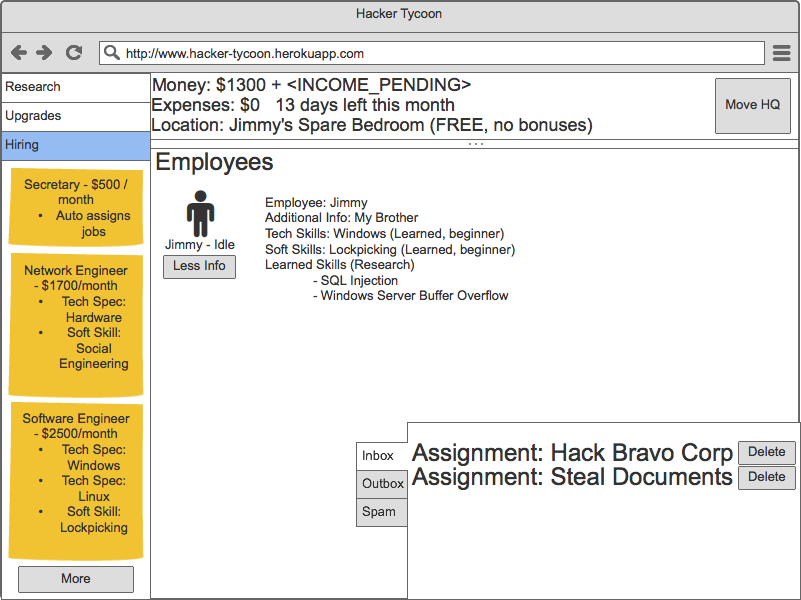 Hacker Tycoon
http://www.hacker-tycoon.herokuapp.com
Research
Upgrades
Hiring
Secretary - $500 /
month
• Auto assigns
jobs
Network Engineer
- $1700/month
• Tech Spec:
Hardware
• Soft Skill:
Social
Engineering
Software Engineer
- $2500/month
• Tech Spec:
Windows
• Tech Spec:
Linux
• Soft Skill:
Lockpicking
More
Money: $1300 + <INCOME_PENDING>
Expenses: $0 13 days left this month
Location: Jimmy's Spare Bedroom (FREE, no bonuses)
Move HQ
Employees
Jimmy - Idle
Less Info
Employee: Jimmy
Additional Info: My Brother
Tech Skills: Windows (Learned, beginner)
Soft Skills: Lockpicking (Learned, beginner)
Learned Skills (Research)
- SQL Injection
- Windows Server Buffer Overflow
Inbox
Outbox
Spam
Assignment: Hack Bravo Corp Delete
Assignment: Steal Documents Delete